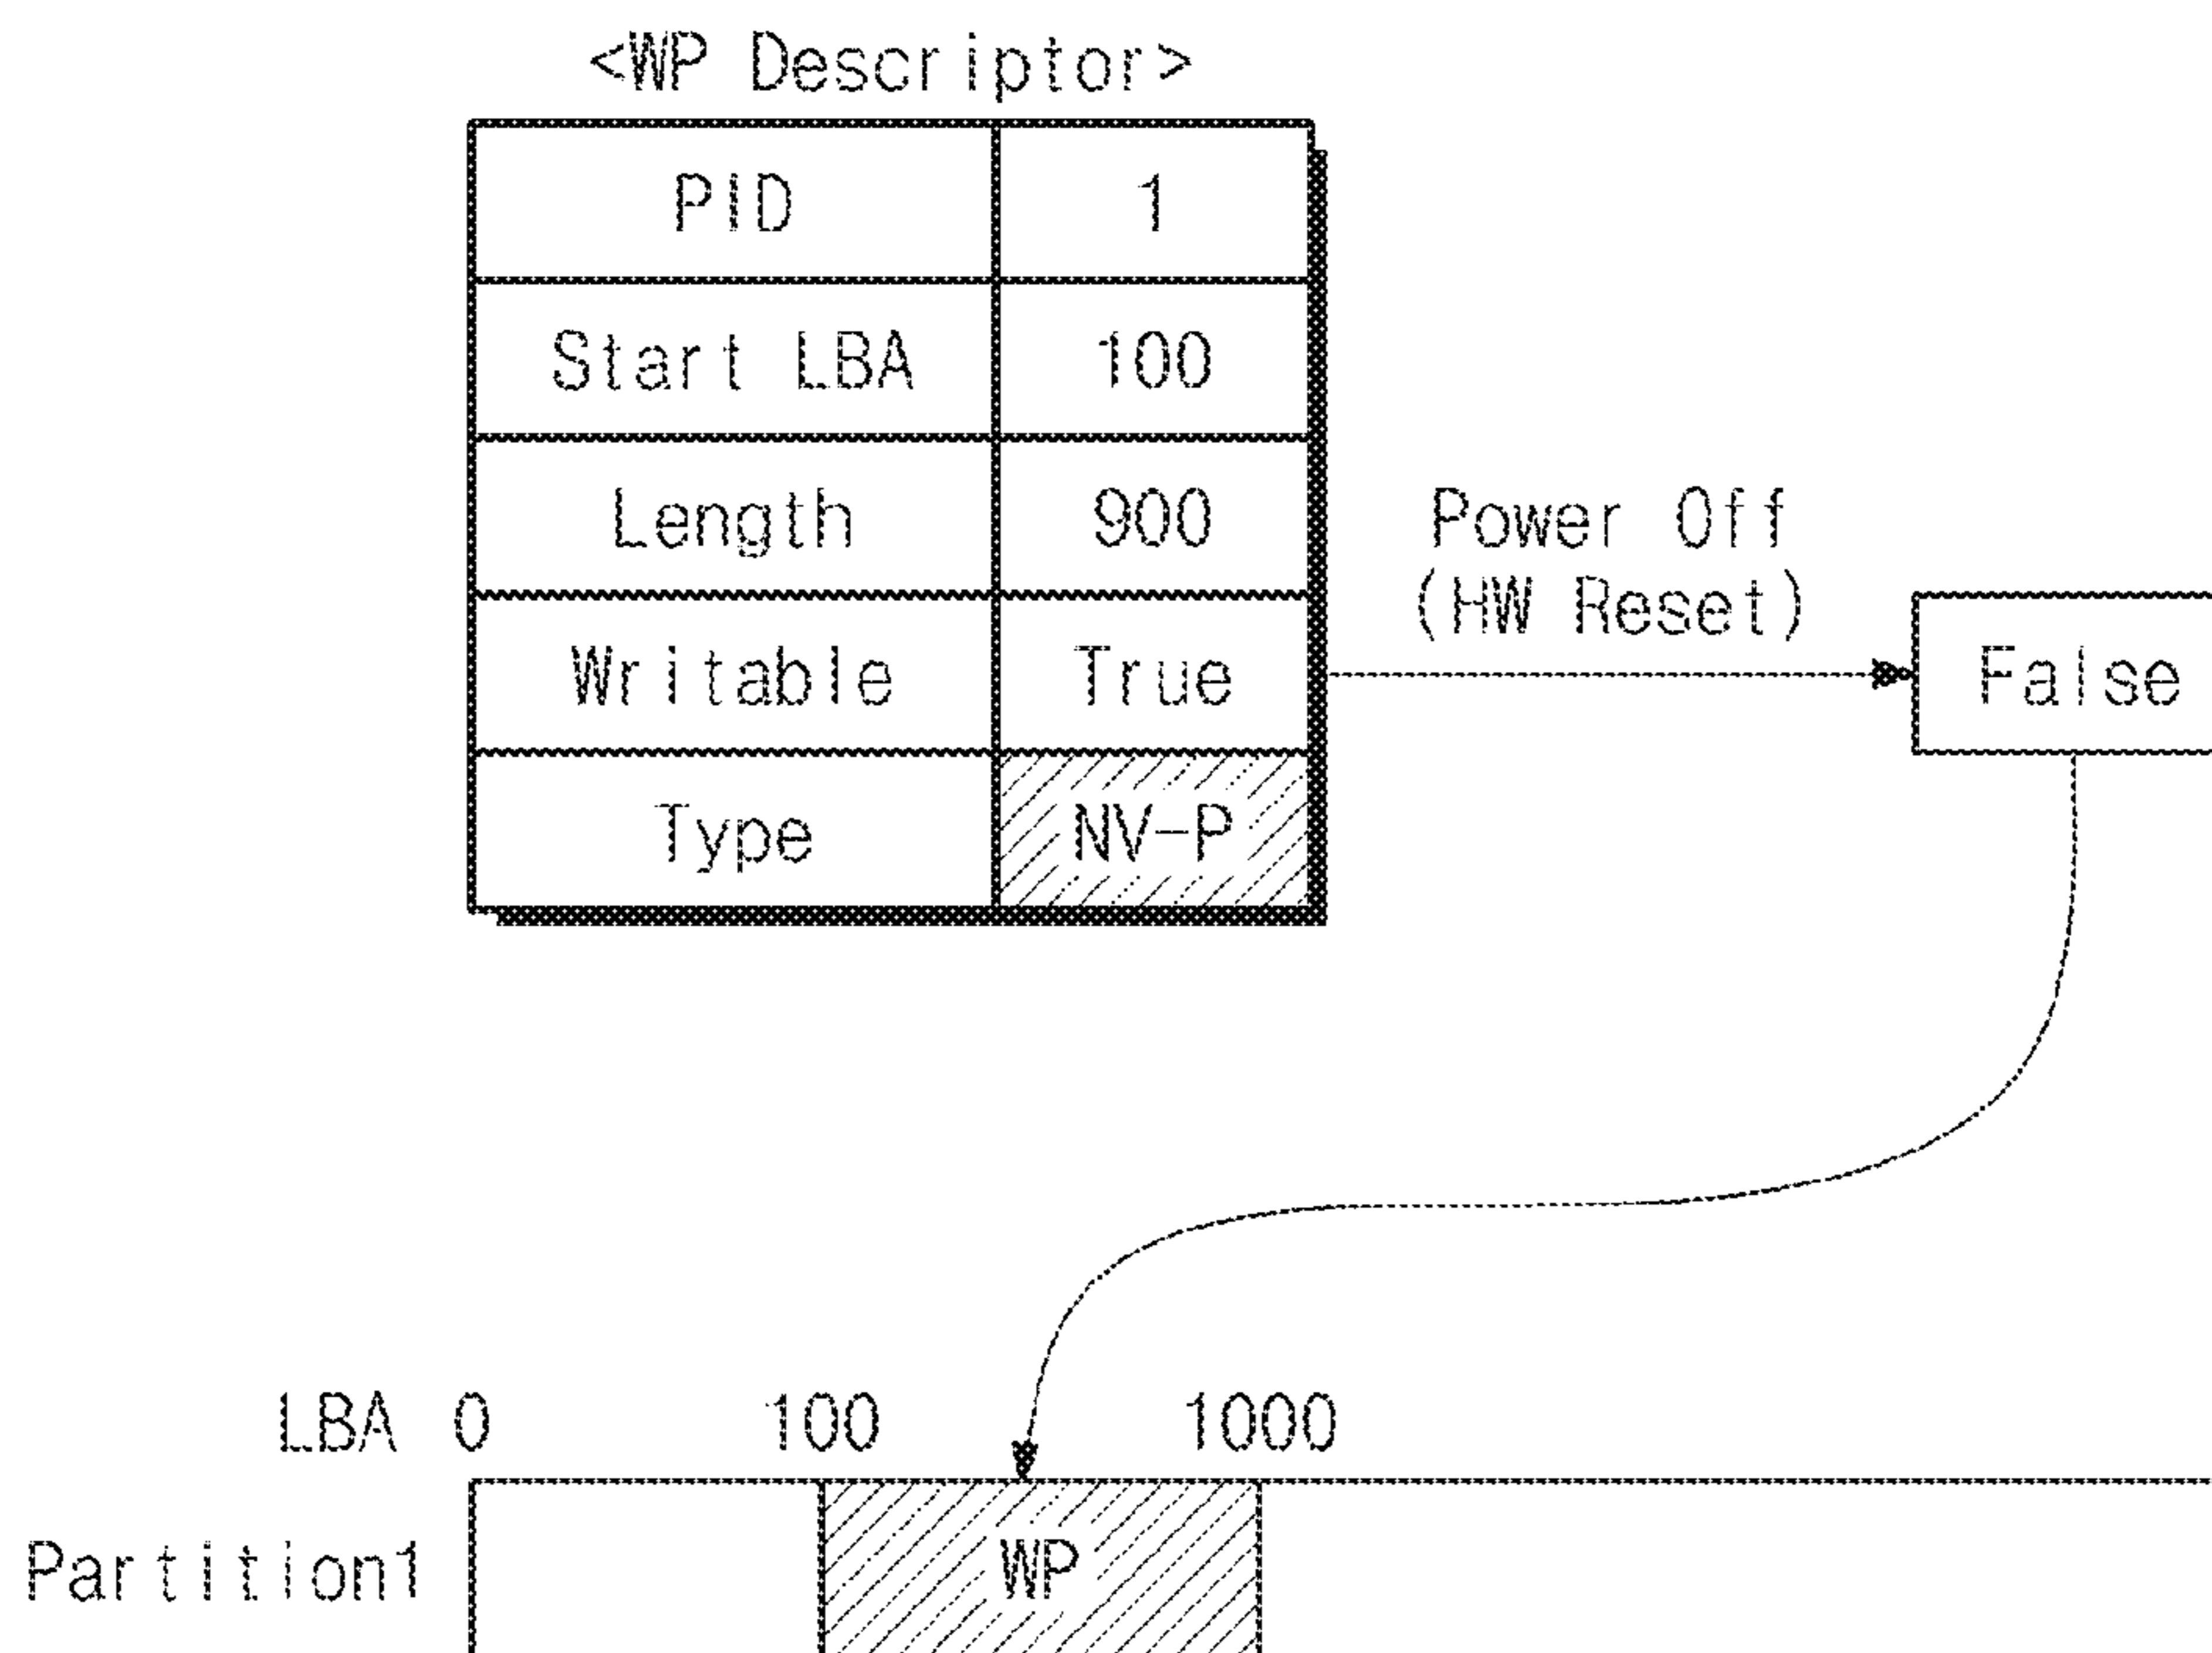 <WP Descriptor>
PID 1
Start LBA 100
Length 900
Power Off
(HW Reset)
Writable True
False
Type NV-P
LBA 0 100 1000
Partition1 WP